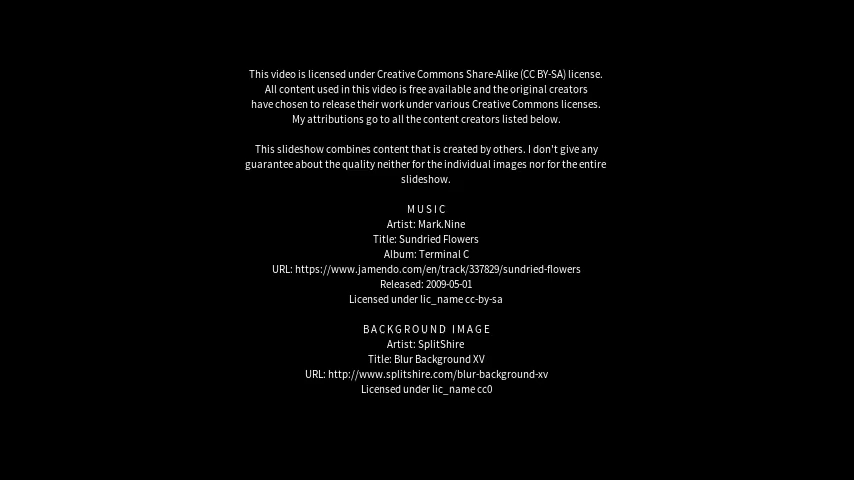 This video is licensed under Creative Commons Share-Alike (CC BY-SA) license.
All content used in this video is free available and the original creators
have chosen to release their work under various Creative Commons licenses.
My attributions go to all the content creators listed below.
This slideshow combines content that is created by others. I don't give any
guarantee about the quality neither for the individual images nor for the entire
slideshow.
MUSIC
Artist: Mark.Nine
Title: Sundried Flowers
Album: Terminal C
URL: https://www.jamendo.com/en/track/337829/sundried-flowers
Released: 2009-05-01
Licensed under lic_name cc-by-sa
BACKGROUND IMAGE
Artist: SplitShire
Title: Blur Background XV
URL: http://www.splitshire.com/blur-background-xv
Licensed under lic_name cc0